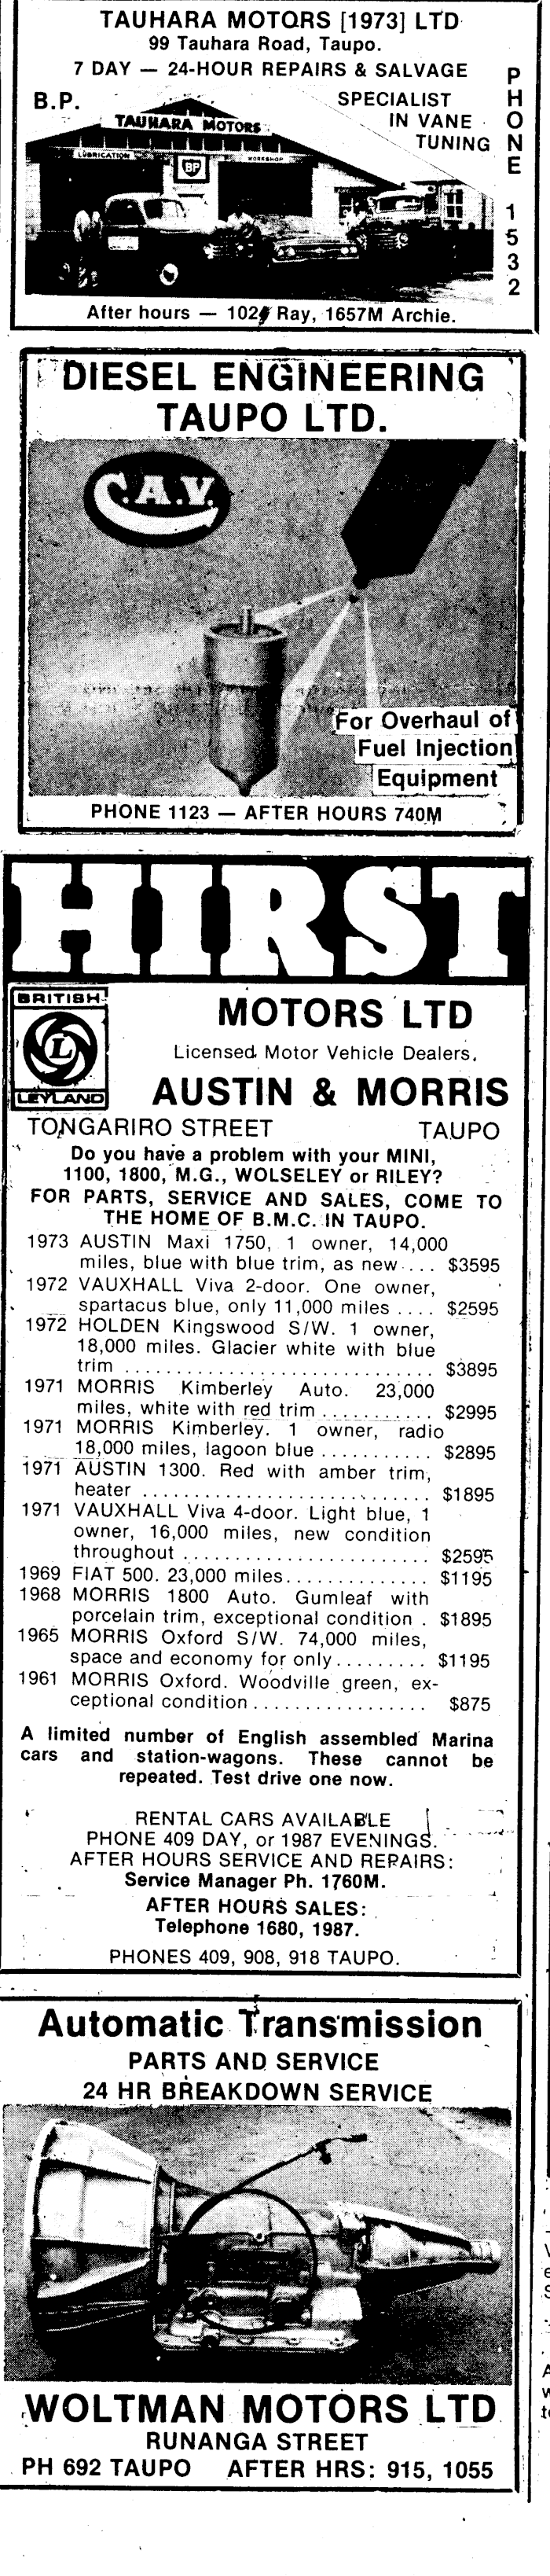 TAUHARA MOTORS [1973] LTD
99 Tauhara Road, Taupo.
7 DAY — 24-HOUR REPAIRS & SALVAGE
B.P.
SPECIALIST
IN VANE
TUNING
PHONE 1532
TAUHARA MOTORS
LUBRICATION
BP
WORKSHOP
After hours — 102 Ray, 1657M Archie.
DIESEL ENGINEERING
TAUPO LTD.
C.A.V.
For Overhaul of
Fuel Injection
Equipment
PHONE 1123 — AFTER HOURS 740M
HIRST
BRITISH
L
LEYLAND
MOTORS LTD
Licensed Motor Vehicle Dealers.
AUSTIN & MORRIS
TONGARIRO STREET TAUPO
Do you have a problem with your MINI,
1100, 1800, M.G., WOLSELEY or RILEY?
FOR PARTS, SERVICE AND SALES, COME TO
THE HOME OF B.M.C. IN TAUPO.
1973 AUSTIN Maxi 1750, 1 owner, 14,000
miles, blue with blue trim, as new .... $3595
1972 VAUXHALL Viva 2-door. One owner,
spartacus blue, only 11,000 miles .... $2595
1972 HOLDEN Kingswood S/W. 1 owner,
18,000 miles. Glacier white with blue
trim ............................ $3895
1971 MORRIS Kimberley Auto. 23,000
miles, white with red trim .......... $2995
1971 MORRIS Kimberley. 1 owner, radio
18,000 miles, lagoon blue .......... $2895
1971 AUSTIN 1300. Red with amber trim,
heater .......................... $1895
1971 VAUXHALL Viva 4-door. Light blue, 1
owner, 16,000 miles, new condition
throughout ...................... $2595
1969 FIAT 500. 23,000 miles............. $1195
1968 MORRIS 1800 Auto. Gumleaf with
porcelain trim, exceptional condition . $1895
1965 MORRIS Oxford S/W. 74,000 miles,
space and economy for only ......... $1195
1961 MORRIS Oxford. Woodville green, ex-
ceptional condition ................ $875
A limited number of English assembled Marina
cars and station-wagons. These cannot be
repeated. Test drive one now.
RENTAL CARS AVAILABLE
PHONE 409 DAY, or 1987 EVENINGS.
AFTER HOURS SERVICE AND REPAIRS:
Service Manager Ph. 1760M.
AFTER HOURS SALES:
Telephone 1680, 1987.
PHONES 409, 908, 918 TAUPO.
Automatic Transmission
PARTS AND SERVICE
24 HR BREAKDOWN SERVICE
WOLTMAN MOTORS LTD
RUNANGA STREET
PH 692 TAUPO AFTER HRS: 915, 1055